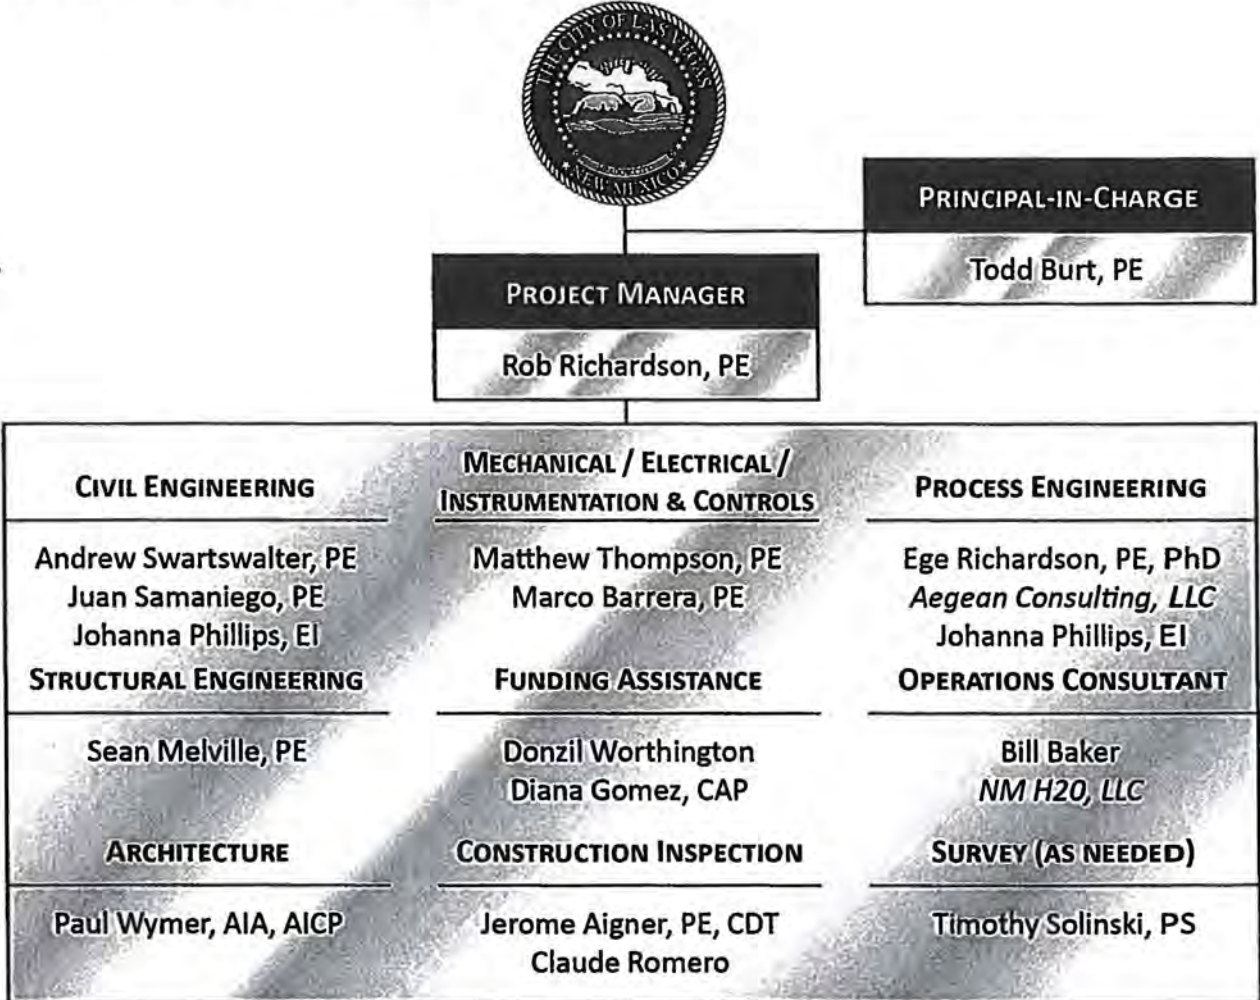 THE CITY OF LAS VEGAS
NEW MEXICO
PRINCIPAL-IN-CHARGE
Todd Burt, PE
PROJECT MANAGER
Rob Richardson, PE
CIVIL ENGINEERING
Andrew Swartswalter, PE
Juan Samaniego, PE
Johanna Phillips, EI
MECHANICAL / ELECTRICAL /
INSTRUMENTATION & CONTROLS
Matthew Thompson, PE
Marco Barrera, PE
PROCESS ENGINEERING
Ege Richardson, PE, PhD
Aegean Consulting, LLC
Johanna Phillips, EI
STRUCTURAL ENGINEERING
Sean Melville, PE
FUNDING ASSISTANCE
Donzil Worthington
Diana Gomez, CAP
OPERATIONS CONSULTANT
Bill Baker
NM H20, LLC
ARCHITECTURE
Paul Wymer, AIA, AICP
CONSTRUCTION INSPECTION
Jerome Aigner, PE, CDT
Claude Romero
SURVEY (AS NEEDED)
Timothy Solinski, PS